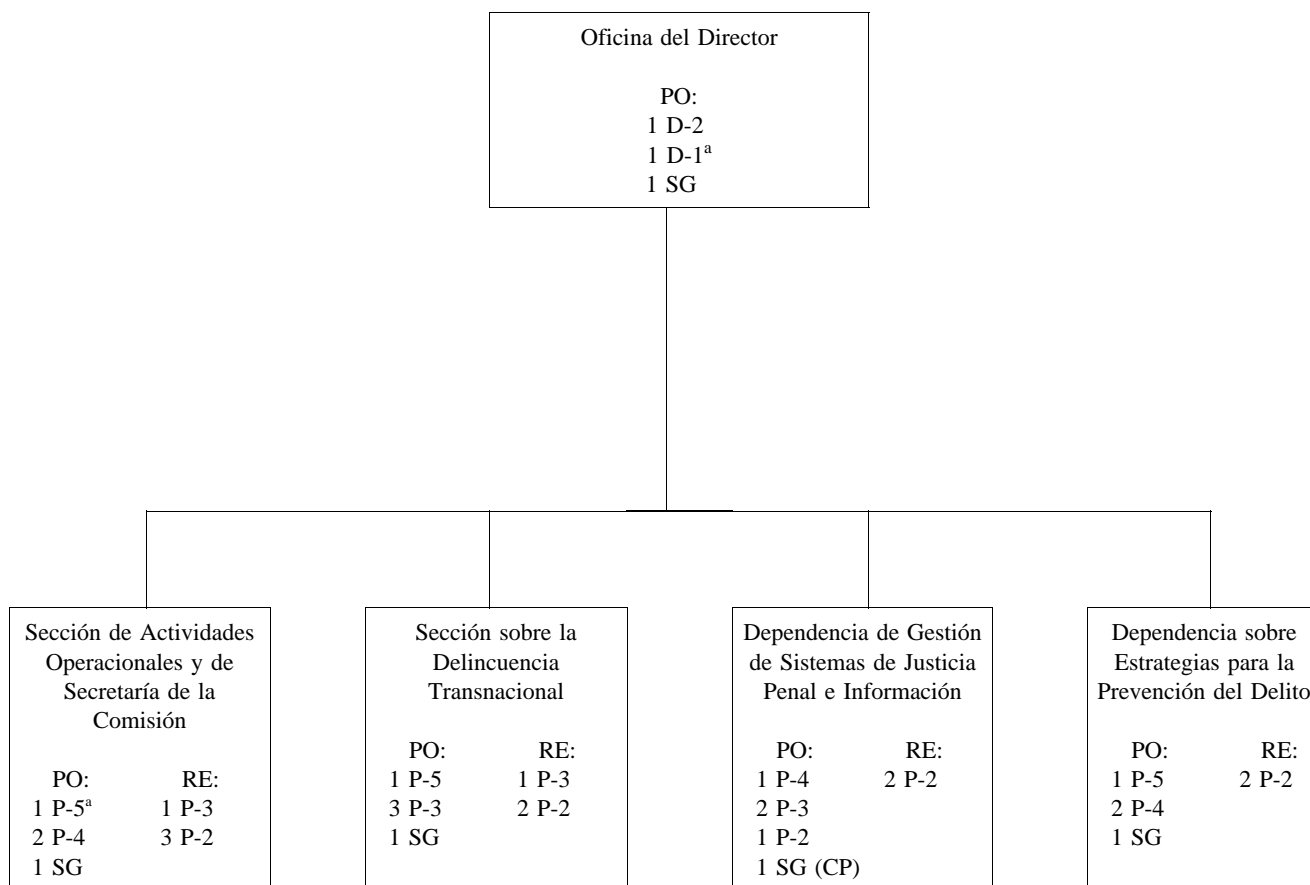 Oficina del Director
PO:
1 D-2
1 D-1ᵃ
1 SG
Sección de Actividades
Operacionales y de
Secretaría de la
Comisión
PO: RE:
1 P-5ᵃ 1 P-3
2 P-4 3 P-2
1 SG
Sección sobre la
Delincuencia
Transnacional
PO: RE:
1 P-5 1 P-3
3 P-3 2 P-2
1 SG
Dependencia de Gestión
de Sistemas de Justicia
Penal e Información
PO: RE:
1 P-4 2 P-2
2 P-3
1 P-2
1 SG (CP)
Dependencia sobre
Estrategias para la
Prevención del Delito
PO: RE:
1 P-5 2 P-2
2 P-4
1 SG